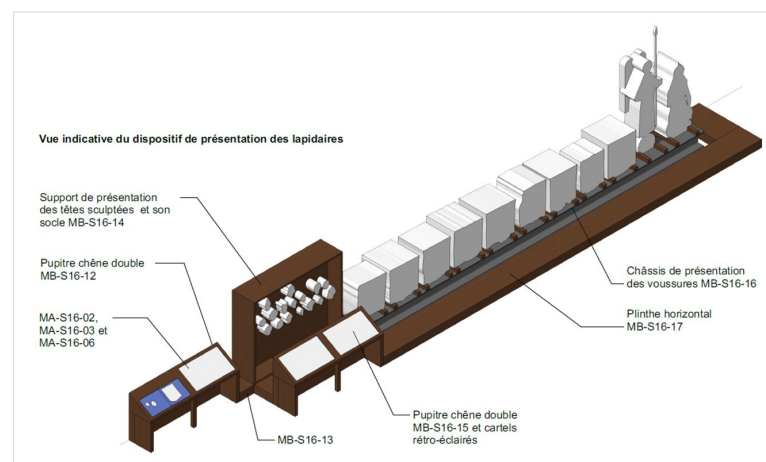 Vue indicative du dispositif de présentation des lapidaires
Support de présentation
des têtes sculptées et son
socle MB-S16-14
Pupitre chêne double
MB-S16-12
MA-S16-02,
MA-S16-03 et
MA-S16-06
Châssis de présentation
des voussures MB-S16-16
Plinthe horizontal
MB-S16-17
Pupitre chêne double
MB-S16-15 et cartels
rétro-éclairés
MB-S16-13